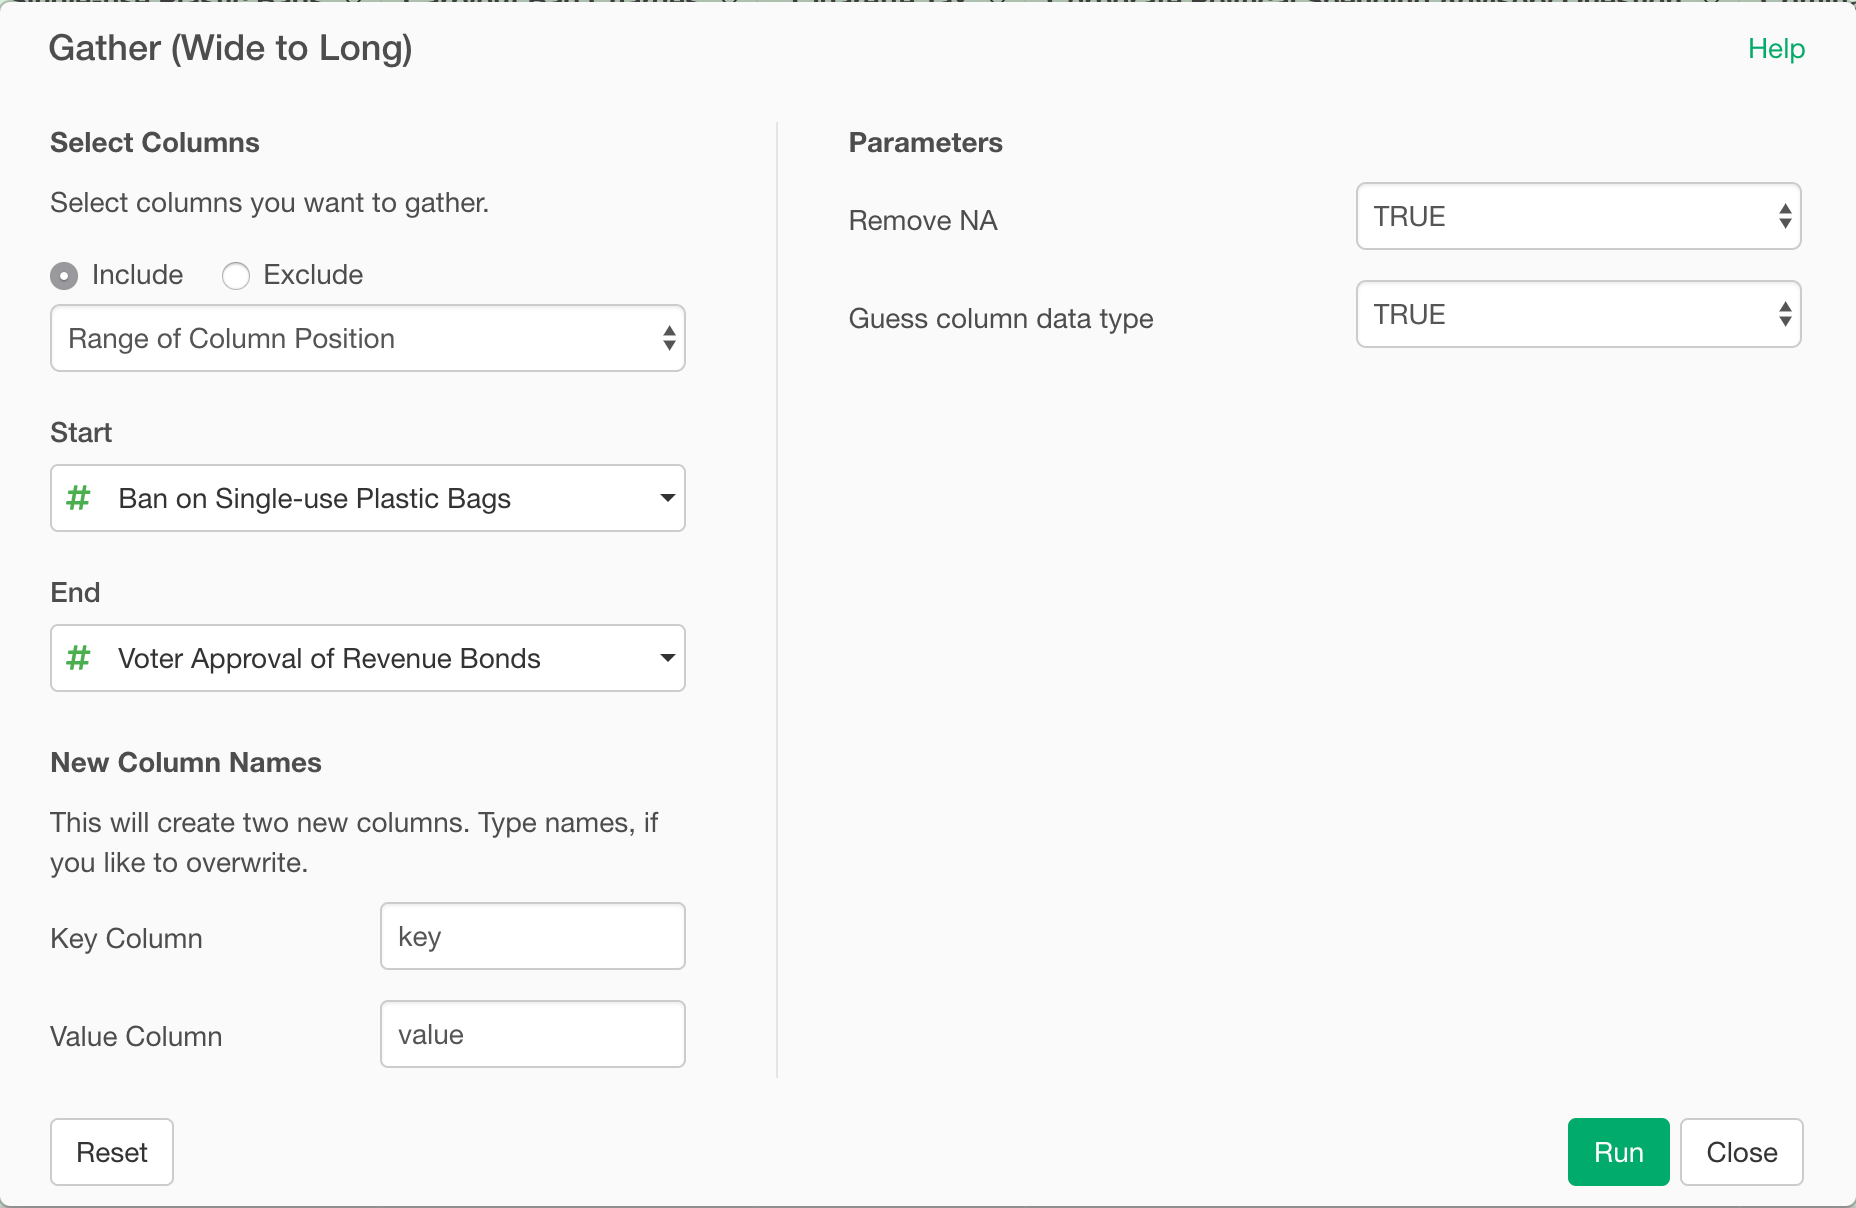 Gather (Wide to Long)
Help
Select Columns
Select columns you want to gather.
Include
Exclude
Range of Column Position
Start
# Ban on Single-use Plastic Bags
End
# Voter Approval of Revenue Bonds
New Column Names
This will create two new columns. Type names, if
you like to overwrite.
Key Column
key
Value Column
value
Parameters
Remove NA
TRUE
Guess column data type
TRUE
Reset
Run
Close